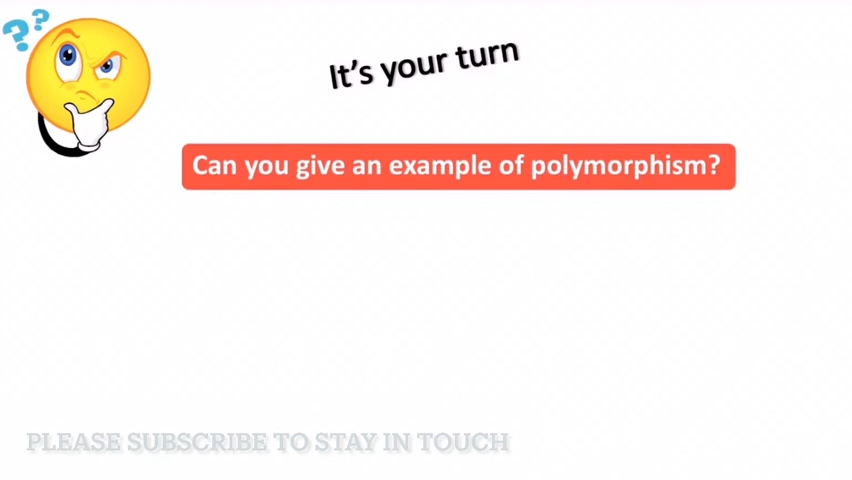 ??
It's your turn
Can you give an example of polymorphism?
PLEASE SUBSCRIBE TO STAY IN TOUCH